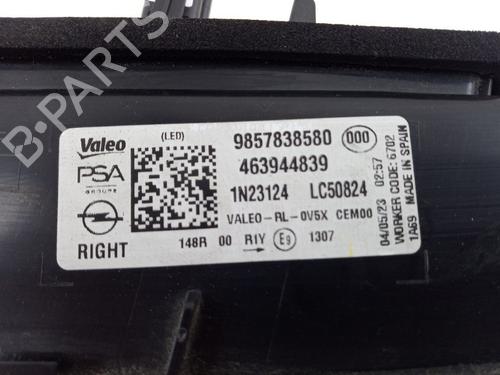 Valeo
(LED)
9857838580 000
PSA
GROUPE
463944839
1N23124 LC50824
VALEO-RL-OV5X CEM00
RIGHT
148R 00 R1Y E9 1307
04/05/23 02:57
WORKER CODE: 6702
1A69 MADE IN SPAIN
B-PARTS